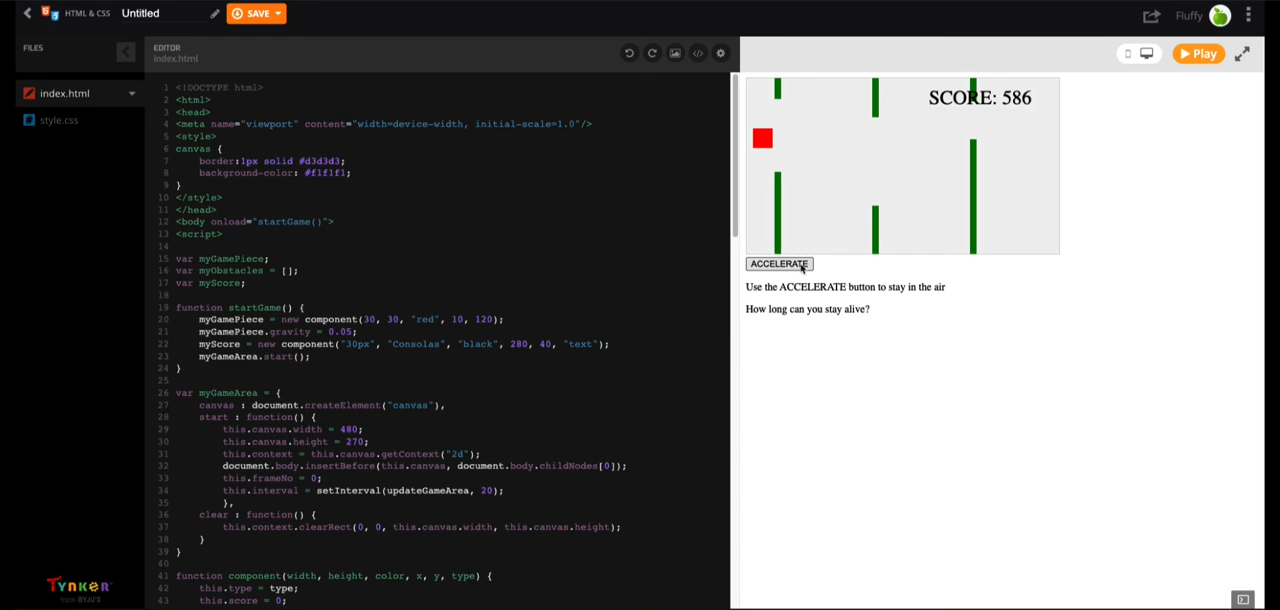 HTML & CSS
Untitled
SAVE
Fluffy
FILES
EDITOR
index.html
Play
index.html
style.css
1 <!DOCTYPE html>
2 <html>
3 <head>
4 <meta name="viewport" content="width=device-width, initial-scale=1.0"/>
5 <style>
6 canvas {
7 border:1px solid #d3d3d3;
8 background-color: #f1f1f1;
9 }
10 </style>
11 </head>
12 <body onload="startGame()">
13 <script>
14
15 var myGamePiece;
16 var myObstacles = [];
17 var myScore;
18
19 function startGame() {
20 myGamePiece = new component(30, 30, "red", 10, 120);
21 myGamePiece.gravity = 0.05;
22 myScore = new component("30px", "Consolas", "black", 280, 40, "text");
23 myGameArea.start();
24 }
25
26 var myGameArea = {
27 canvas : document.createElement("canvas"),
28 start : function() {
29 this.canvas.width = 480;
30 this.canvas.height = 270;
31 this.context = this.canvas.getContext("2d");
32 document.body.insertBefore(this.canvas, document.body.childNodes[0]);
33 this.frameNo = 0;
34 this.interval = setInterval(updateGameArea, 20);
35 },
36 clear : function() {
37 this.context.clearRect(0, 0, this.canvas.width, this.canvas.height);
38 }
39 }
40
41 function component(width, height, color, x, y, type) {
42 this.type = type;
43 this.score = 0;
SCORE: 586
ACCELERATE
Use the ACCELERATE button to stay in the air
How long can you stay alive?
TYNKER
from BYJU'S